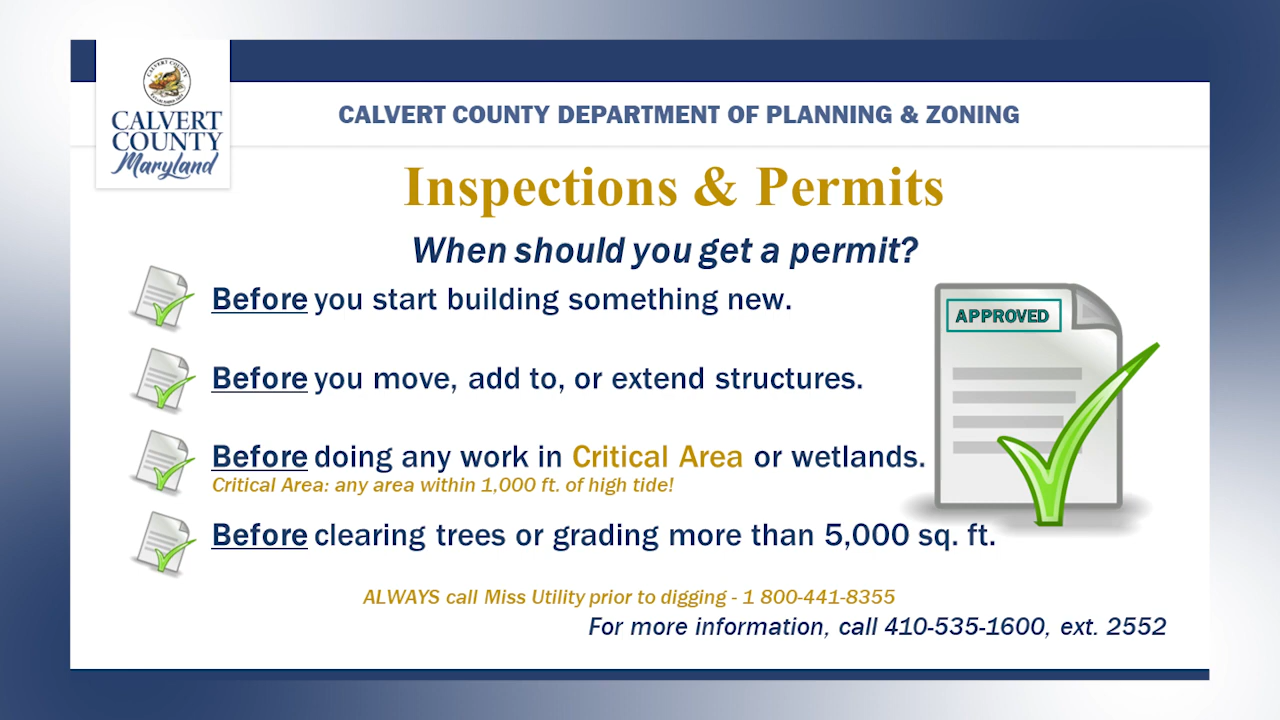 CALVERT COUNTY
CALVERT
COUNTY
Maryland
CALVERT COUNTY DEPARTMENT OF PLANNING & ZONING
Inspections & Permits
When should you get a permit?
Before you start building something new.
APPROVED
Before you move, add to, or extend structures.
Before doing any work in Critical Area or wetlands.
Critical Area: any area within 1,000 ft. of high tide!
Before clearing trees or grading more than 5,000 sq. ft.
ALWAYS call Miss Utility prior to digging - 1 800-441-8355
For more information, call 410-535-1600, ext. 2552